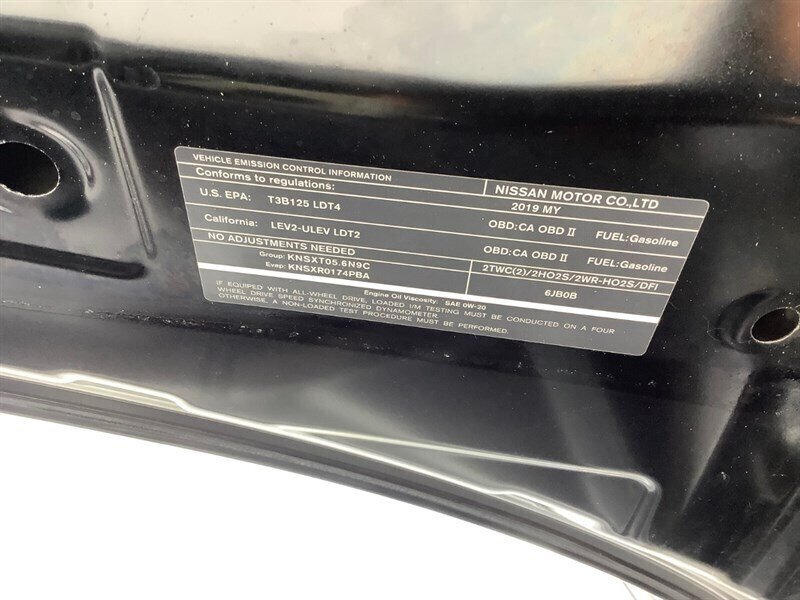 VEHICLE EMISSION CONTROL INFORMATION
NISSAN MOTOR CO.,LTD
Conforms to regulations:
2019 MY
U.S. EPA: T3B125 LDT4
OBD:CA OBD II FUEL:Gasoline
California: LEV2-ULEV LDT2
OBD:CA OBD II FUEL:Gasoline
NO ADJUSTMENTS NEEDED
Group: KNSXT05.6N9C
2TWC(2)/2HO2S/2WR-HO2S/DFI
Evap: KNSXR0174PBA
6JB0B
Engine Oil Viscosity: SAE 0W-20
IF EQUIPPED WITH ALL-WHEEL DRIVE, LOADED I/M TESTING MUST BE CONDUCTED ON A FOUR
WHEEL DRIVE SPEED SYNCHRONIZED DYNAMOMETER.
OTHERWISE, A NON-LOADED TEST PROCEDURE MUST BE PERFORMED.